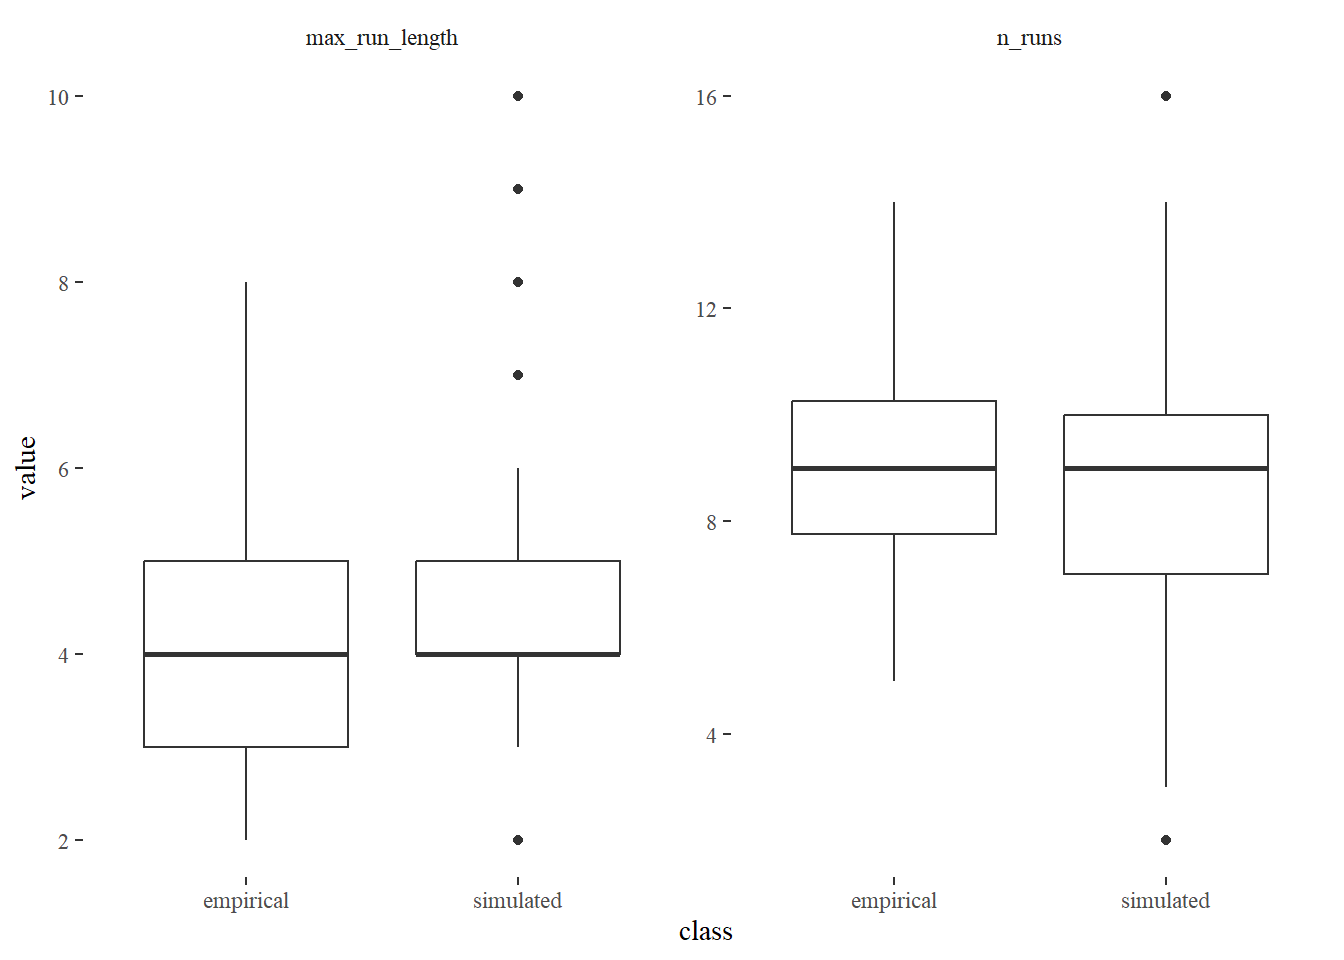 max_run_length
n_runs
value
10
8
6
4
2
16
12
8
4
empirical
simulated
empirical
simulated
class